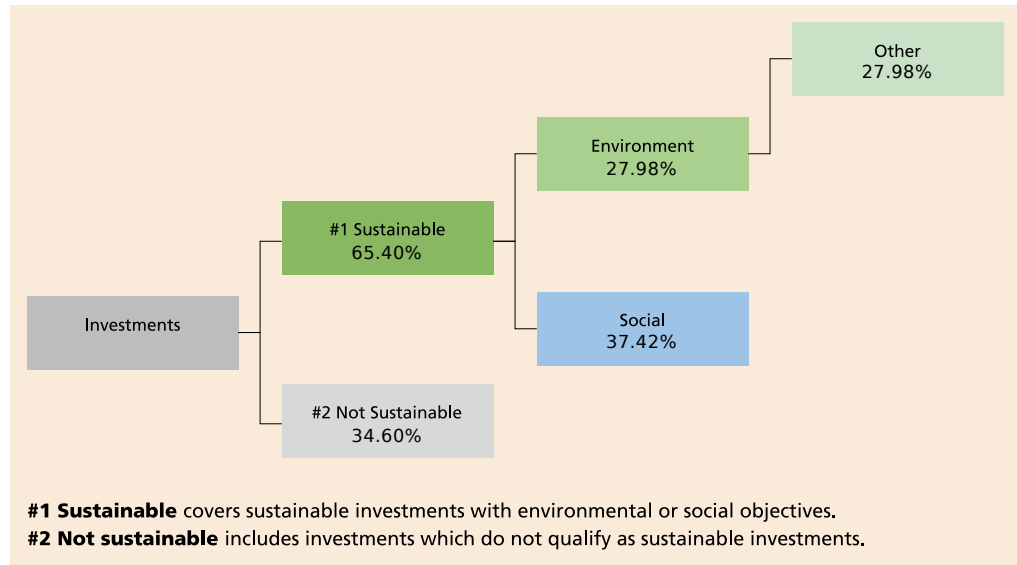 Other
27.98%
Environment
27.98%
#1 Sustainable
65.40%
Investments
Social
37.42%
#2 Not Sustainable
34.60%
#1 Sustainable covers sustainable investments with environmental or social objectives.
#2 Not sustainable includes investments which do not qualify as sustainable investments.